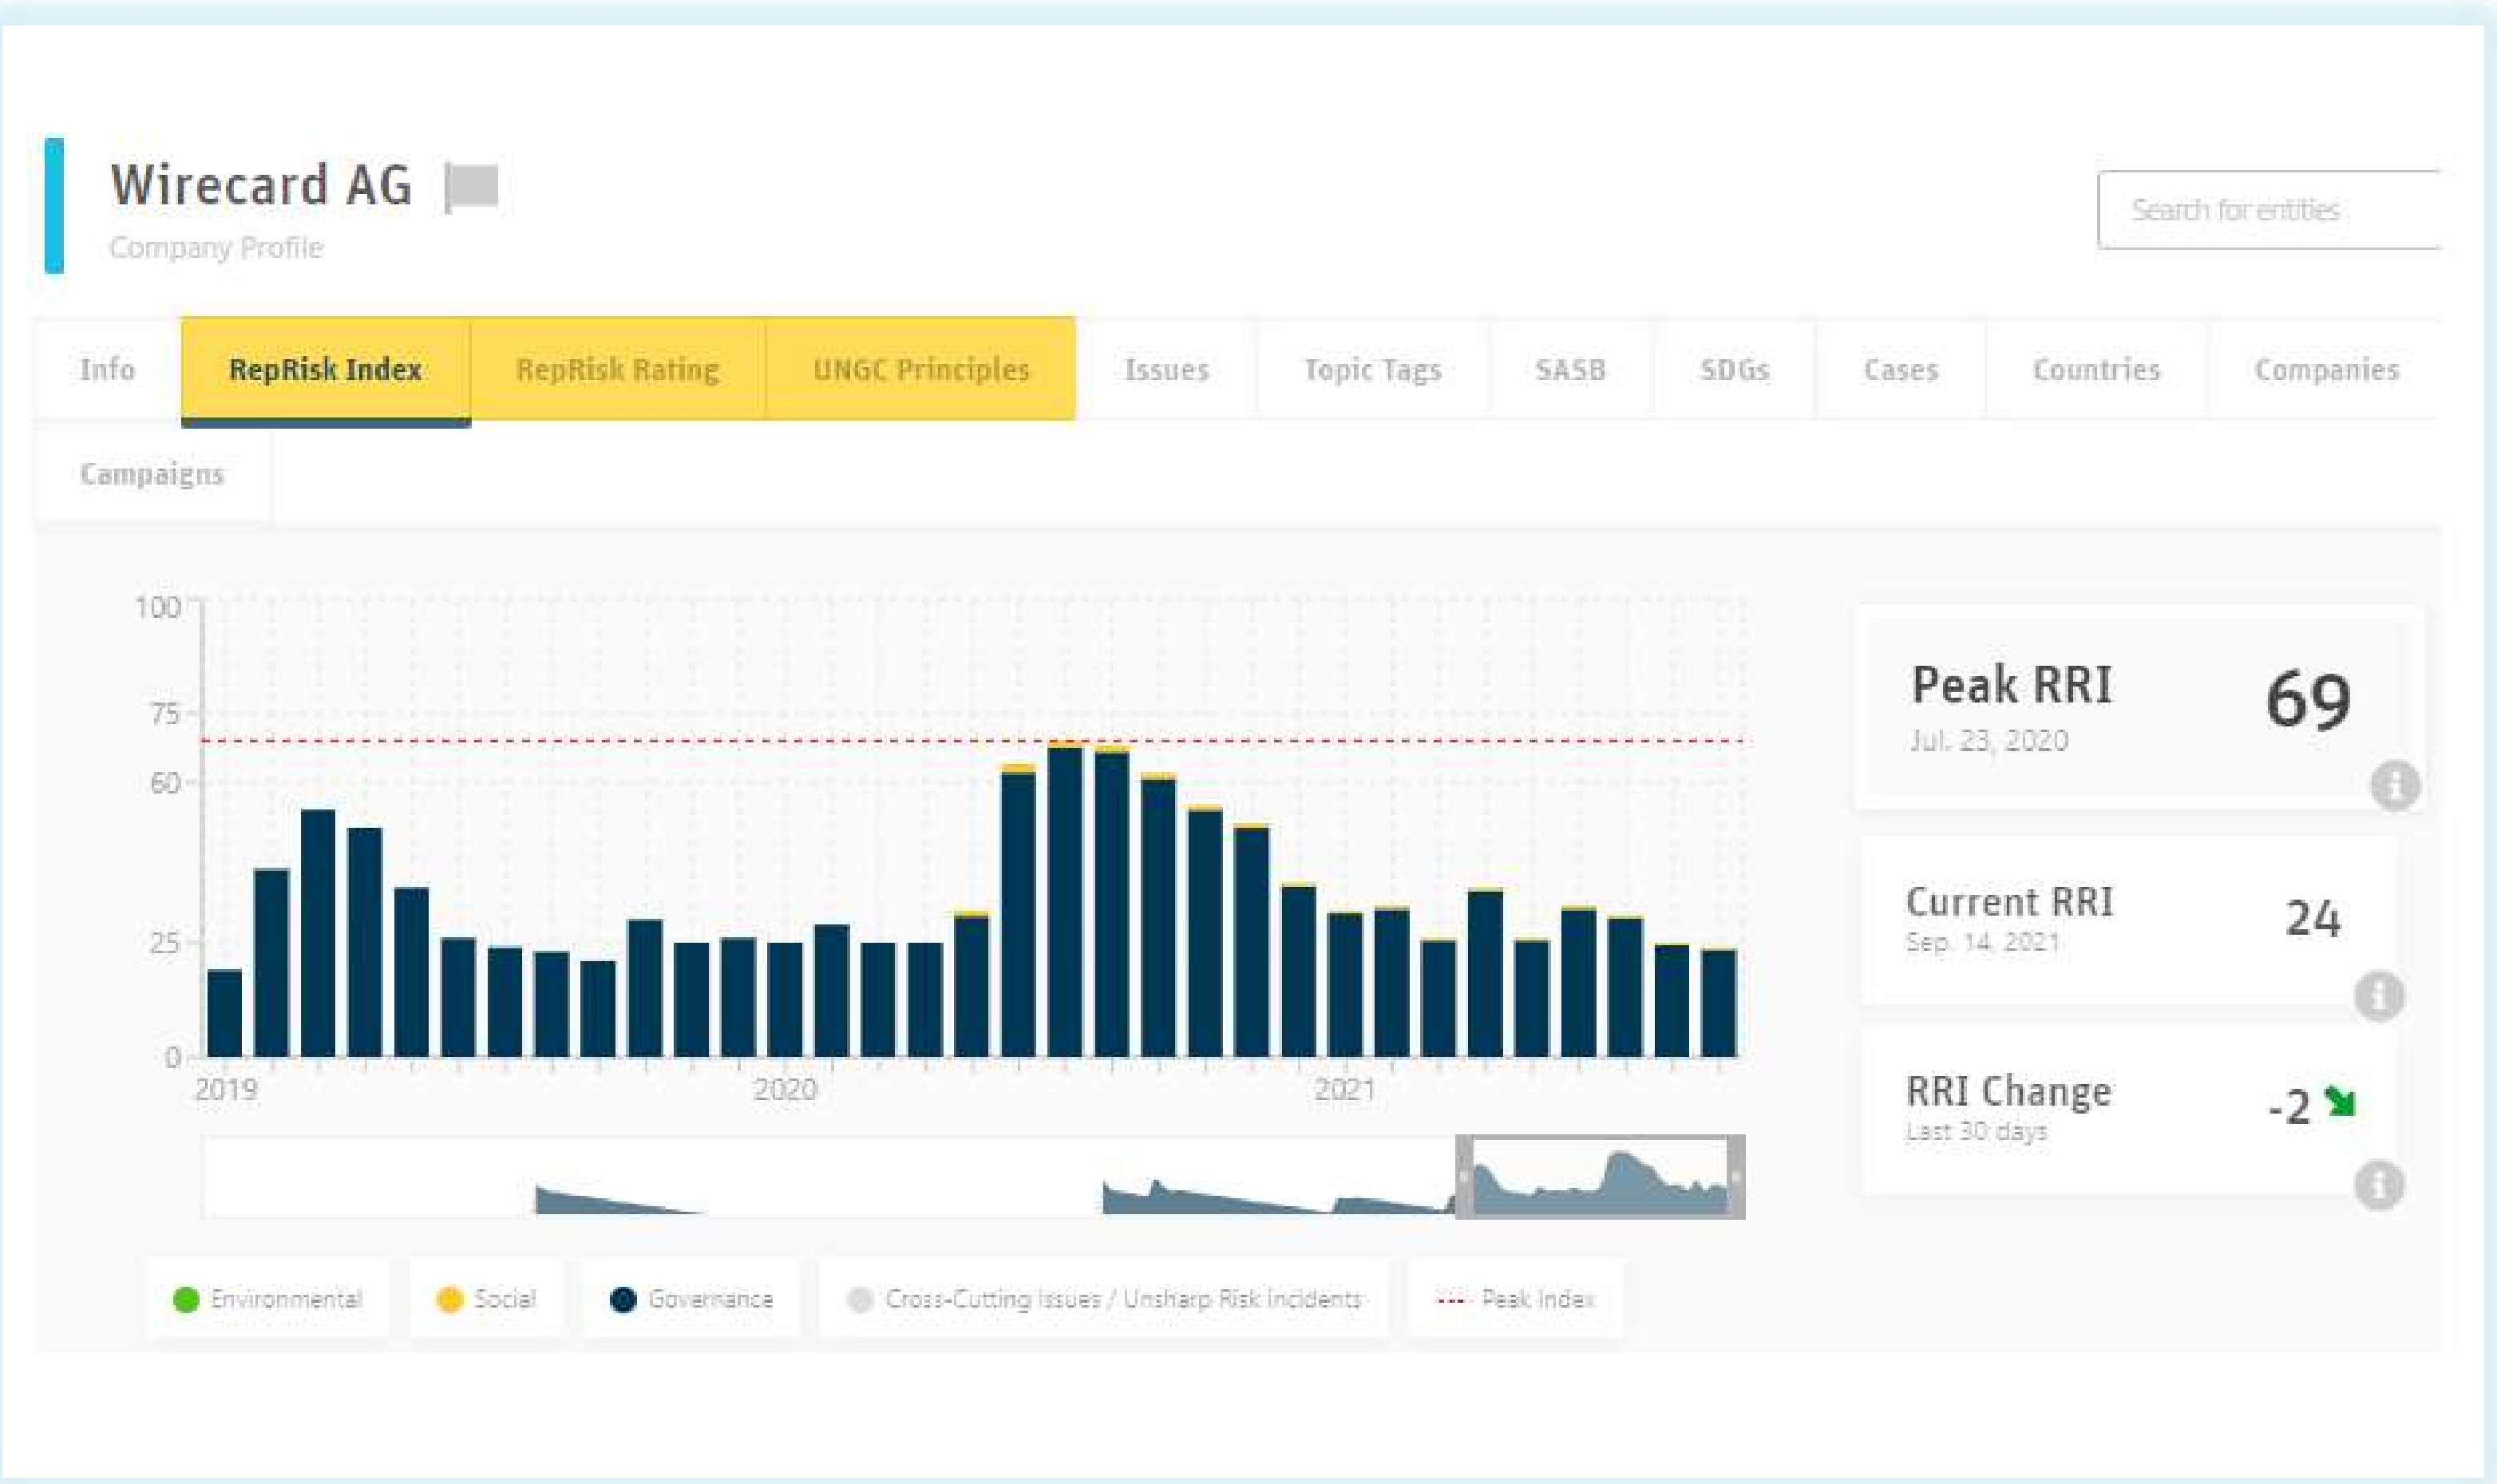 Wirecard AG
Company Profile
Search for entities
Info RepRisk Index RepRisk Rating UNGC Principles Issues Topic Tags SASB SDGs Cases Countries Companies
Campaigns
100
75
60
25
0
2019 2020 2021
Peak RRI 69
Jul. 23, 2020
Current RRI 24
Sep. 14, 2021
RRI Change -2
Last 30 days
Environmental Social Governance Cross-Cutting Issues / Unsharp Risk Incidents Peak Index